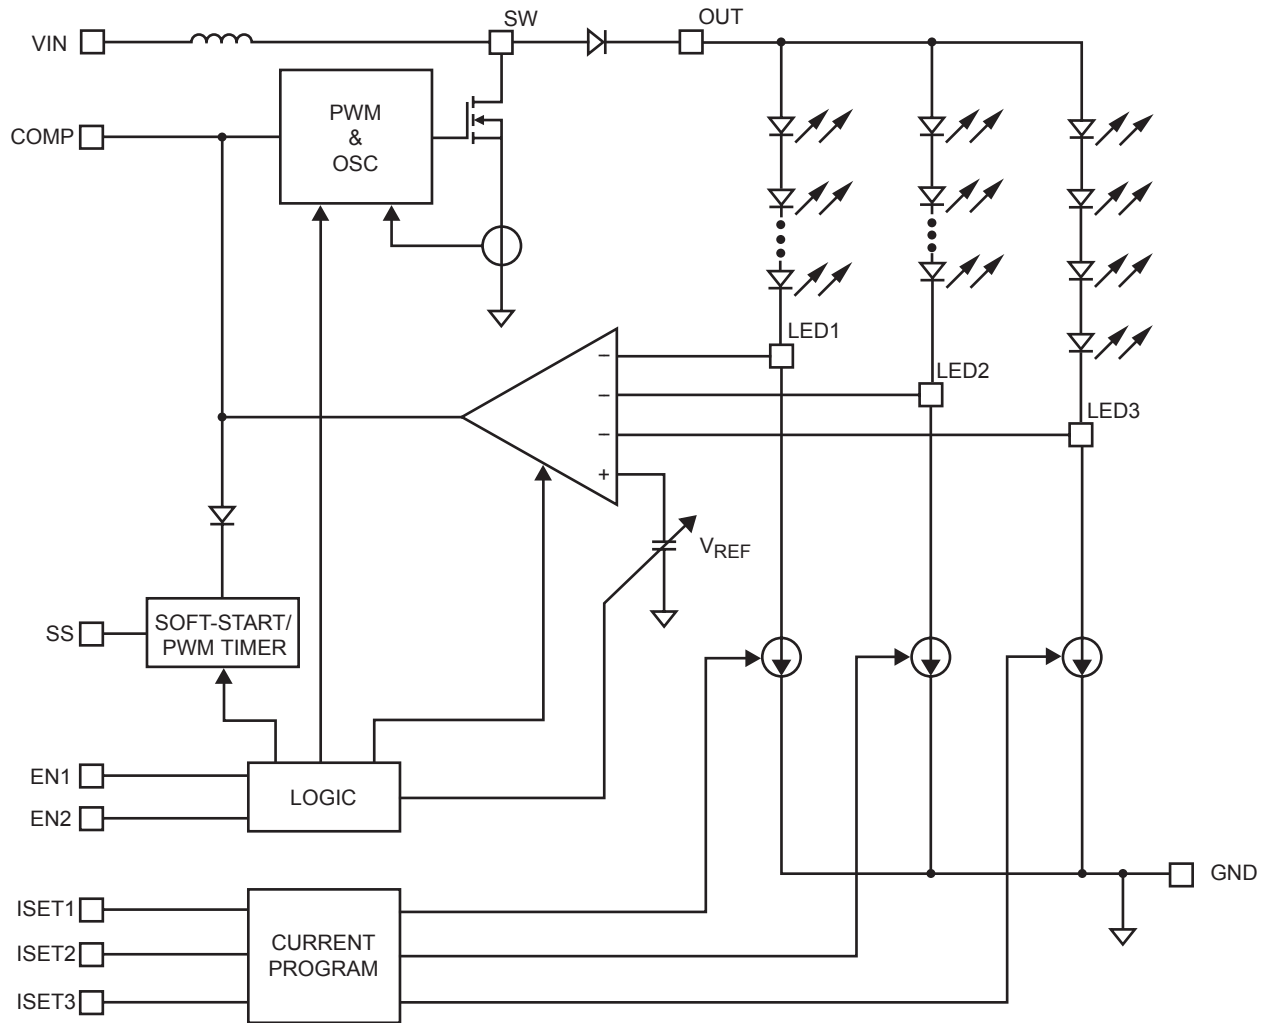 SW
OUT
VIN
PWM
&
OSC
COMP
LED1
−
LED2
−
LED3
−
+
VREF
SOFT-START/
PWM TIMER
SS
EN1
LOGIC
EN2
GND
ISET1
CURRENT
PROGRAM
ISET2
ISET3